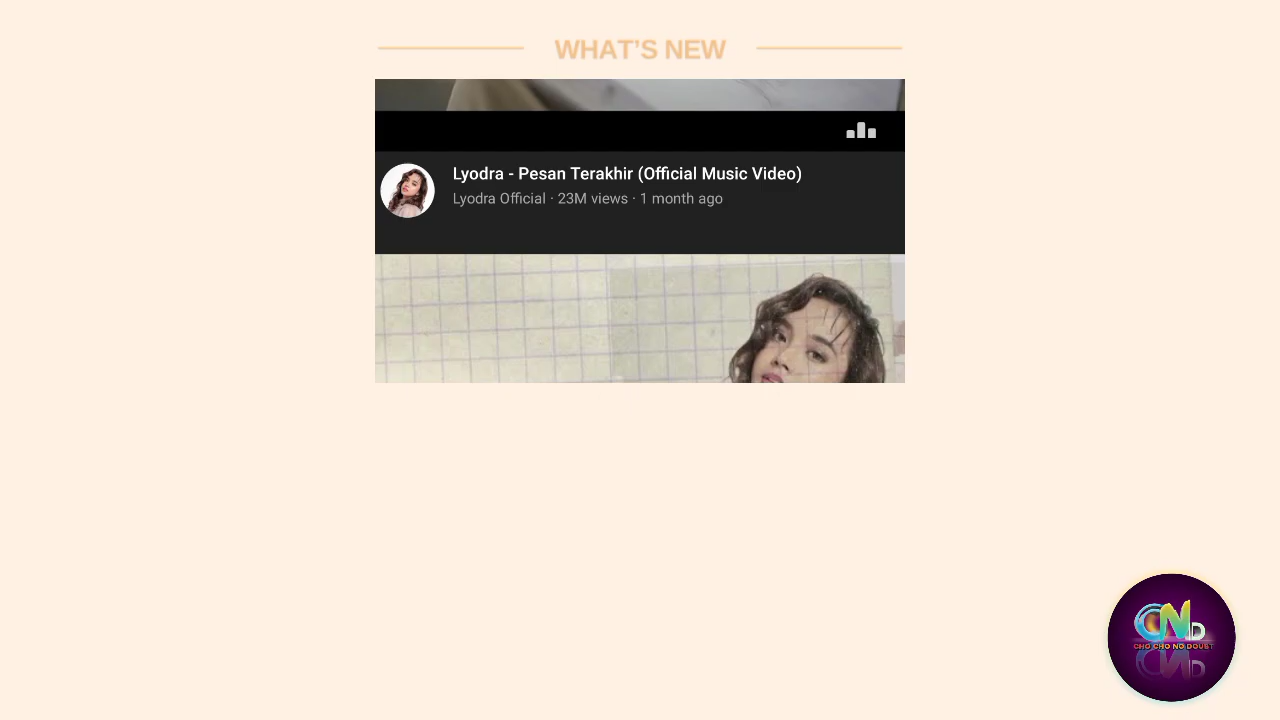 WHAT'S NEW
Lyodra - Pesan Terakhir (Official Music Video)
Lyodra Official · 23M views · 1 month ago
CND
CHO CHO NO DOUBT